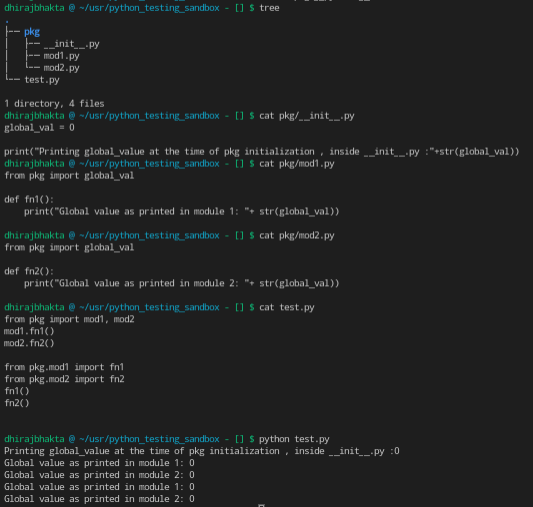 dhirajbhakta @ ~/usr/python_testing_sandbox - [] $ tree
.
├── pkg
│   ├── __init__.py
│   ├── mod1.py
│   └── mod2.py
└── test.py

1 directory, 4 files
dhirajbhakta @ ~/usr/python_testing_sandbox - [] $ cat pkg/__init__.py
global_val = 0

print("Printing global_value at the time of pkg initialization , inside __init__.py :"+str(global_val))
dhirajbhakta @ ~/usr/python_testing_sandbox - [] $ cat pkg/mod1.py
from pkg import global_val

def fn1():
    print("Global value as printed in module 1: "+ str(global_val))

dhirajbhakta @ ~/usr/python_testing_sandbox - [] $ cat pkg/mod2.py
from pkg import global_val

def fn2():
    print("Global value as printed in module 2: "+ str(global_val))

dhirajbhakta @ ~/usr/python_testing_sandbox - [] $ cat test.py
from pkg import mod1, mod2
mod1.fn1()
mod2.fn2()

from pkg.mod1 import fn1
from pkg.mod2 import fn2
fn1()
fn2()

dhirajbhakta @ ~/usr/python_testing_sandbox - [] $ python test.py
Printing global_value at the time of pkg initialization , inside __init__.py :0
Global value as printed in module 1: 0
Global value as printed in module 2: 0
Global value as printed in module 1: 0
Global value as printed in module 2: 0